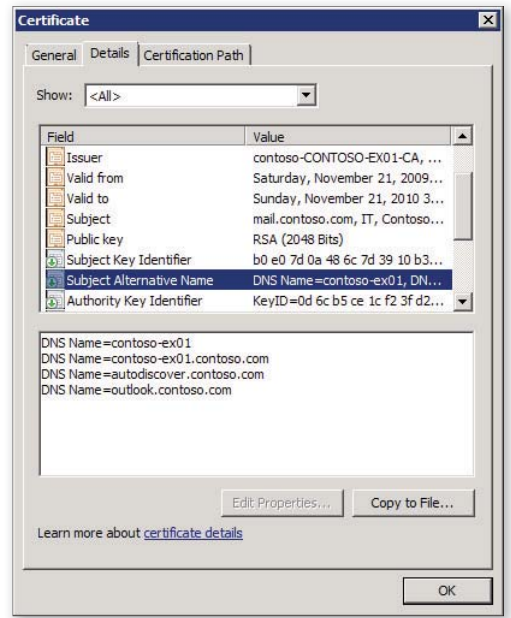 Certificate
General Details Certification Path
Show: <All>
Field Value
Issuer contoso-CONTOSO-EX01-CA, ...
Valid from Saturday, November 21, 2009...
Valid to Sunday, November 21, 2010 3...
Subject mail.contoso.com, IT, Contoso...
Public key RSA (2048 Bits)
Subject Key Identifier b0 e0 7d 0a 48 6c 7d 39 10 b3...
Subject Alternative Name DNS Name=contoso-ex01, DN...
Authority Key Identifier KeyID=0d 6c b5 ce 1c f2 3f d2...
DNS Name=contoso-ex01
DNS Name=contoso-ex01.contoso.com
DNS Name=autodiscover.contoso.com
DNS Name=outlook.contoso.com
Edit Properties... Copy to File...
Learn more about certificate details
OK